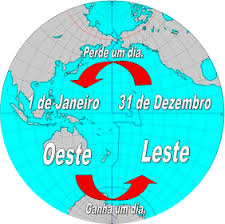 Perde um dia.
1 de Janeiro 31 de Dezembro
Oeste Leste
Ganha um dia.